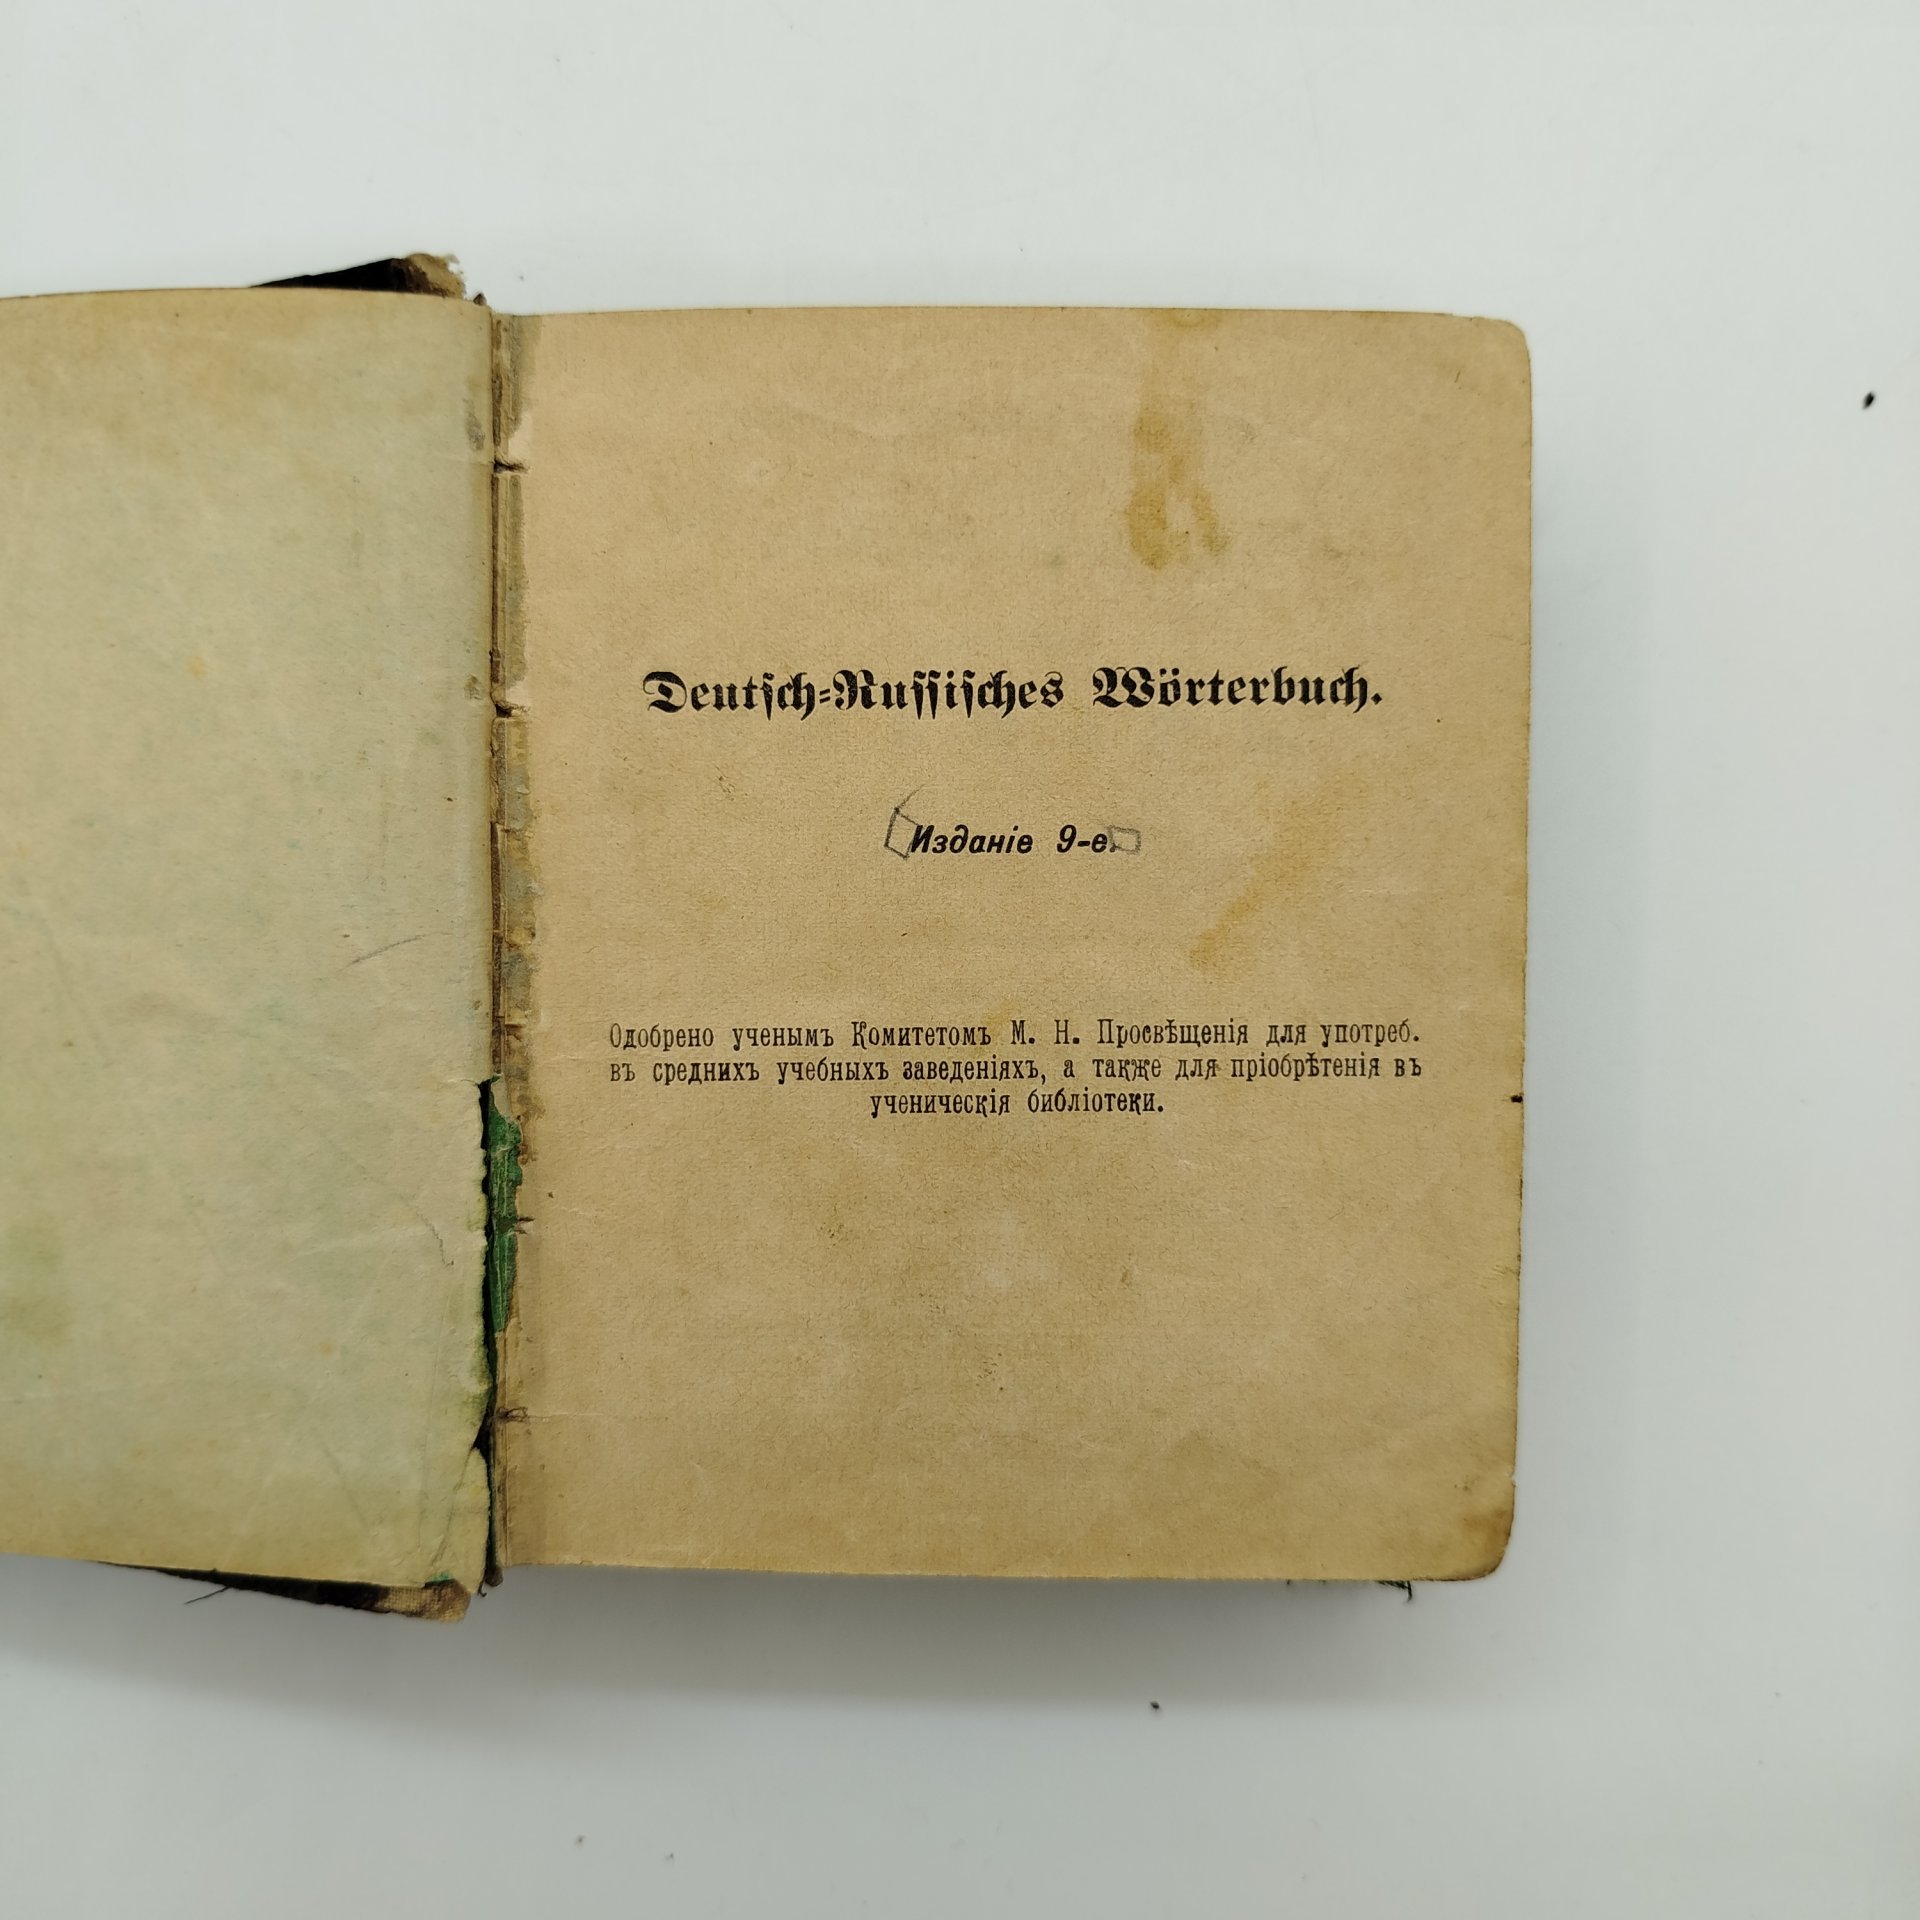 Deutsch-Russisches Wörterbuch.
Изданіе 9-е.
Одобрено ученымъ Комитетомъ М. Н. Просвѣщенія для употреб.
въ средних учебныхъ заведеніяхъ, а также для пріобрѣтенія въ
ученическія библіотеки.